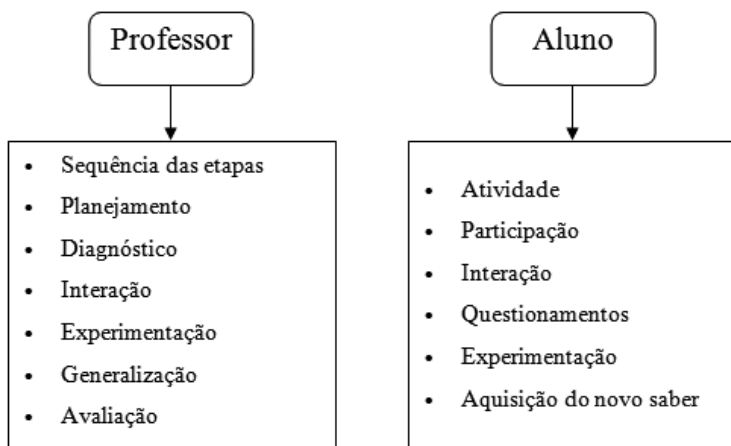 Professor
• Sequência das etapas
• Planejamento
• Diagnóstico
• Interação
• Experimentação
• Generalização
• Avaliação
Aluno
• Atividade
• Participação
• Interação
• Questionamentos
• Experimentação
• Aquisição do novo saber